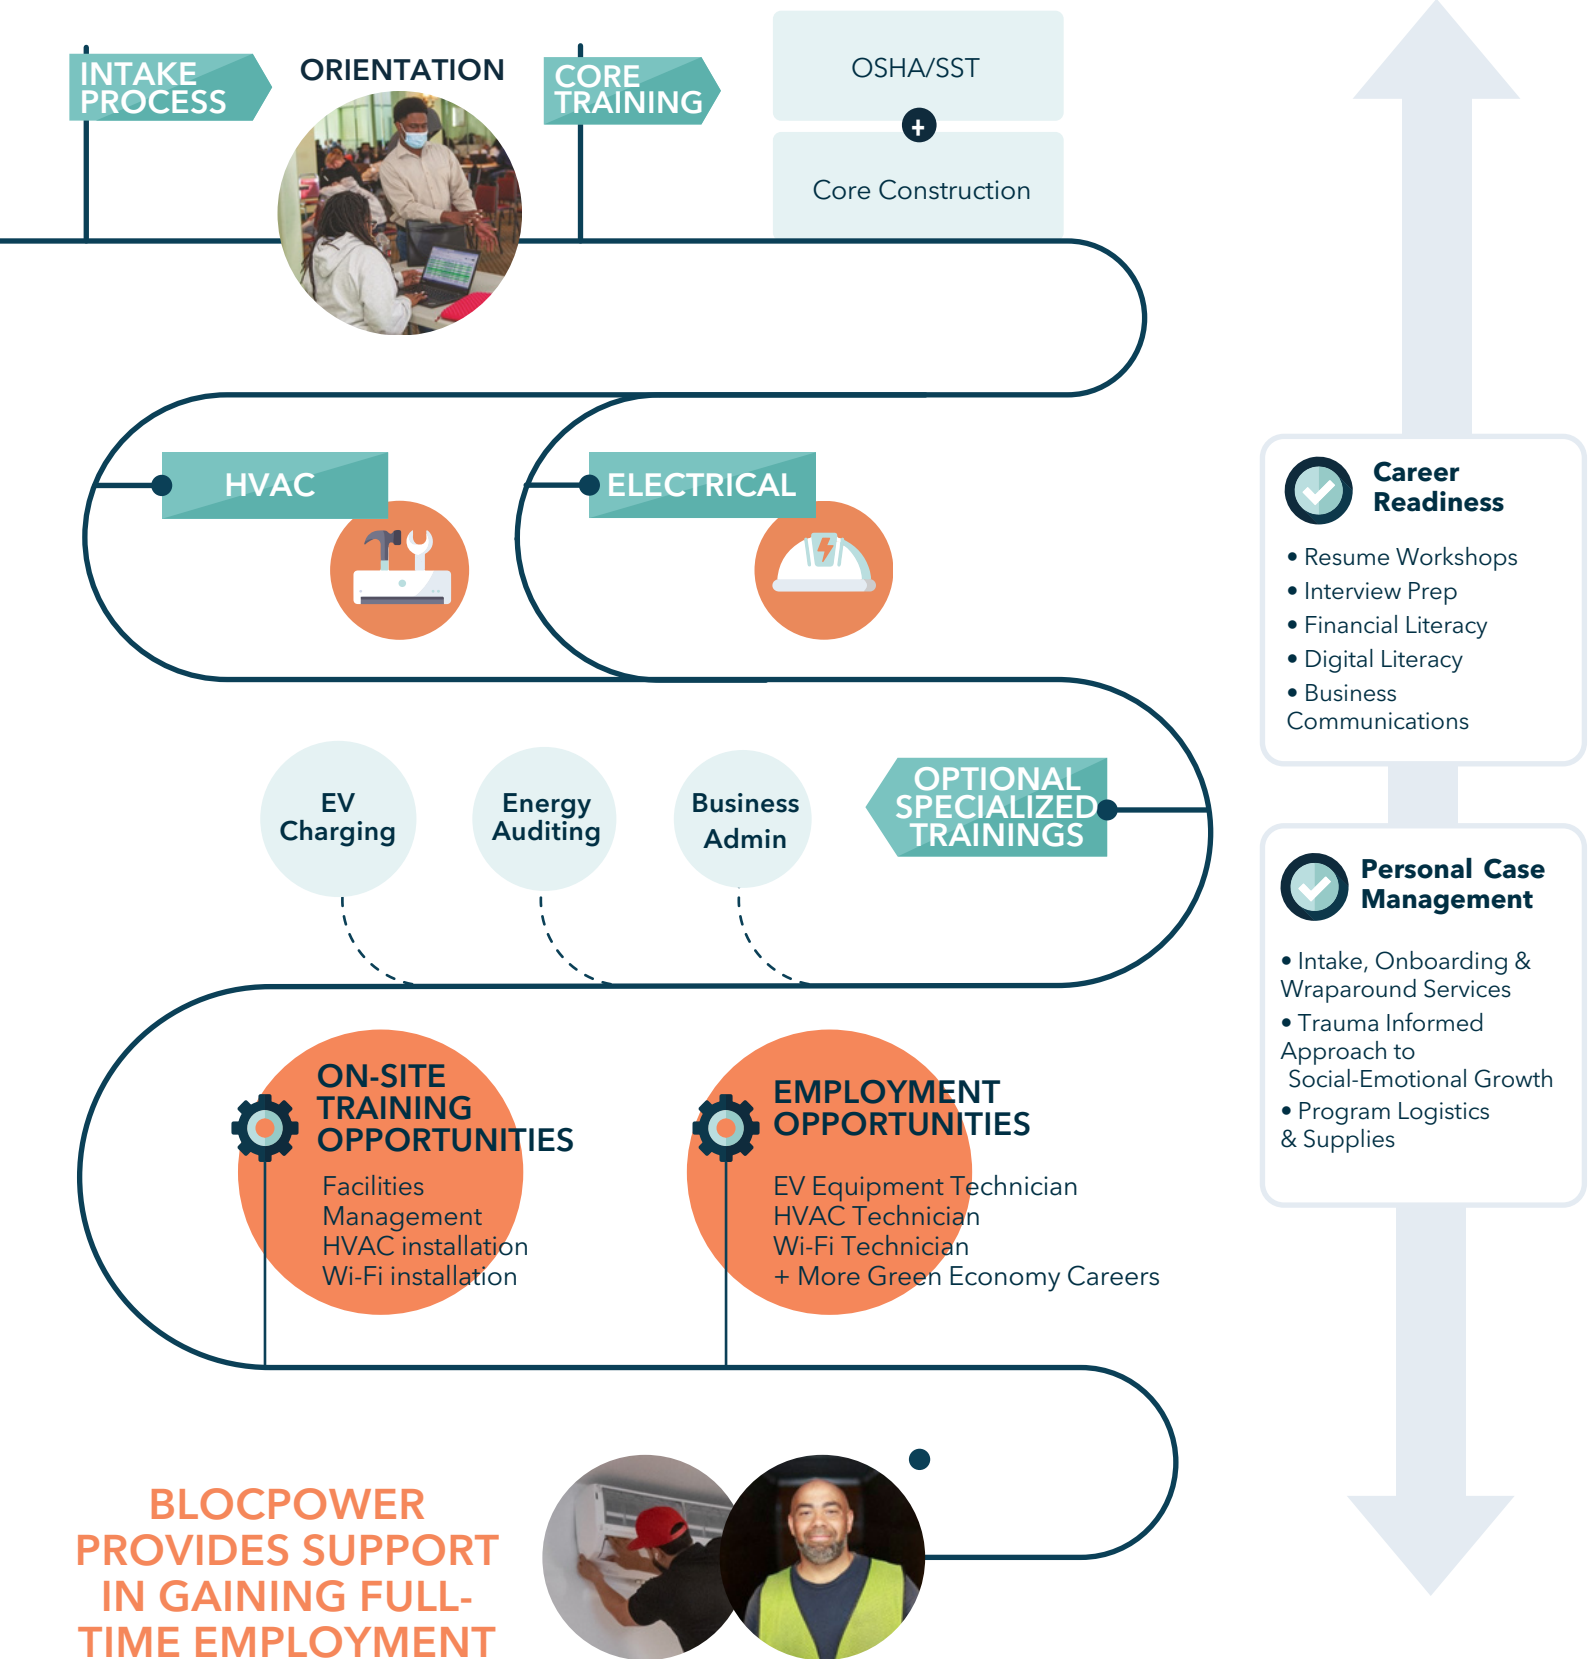 INTAKE
PROCESS
ORIENTATION
CORE
TRAINING
OSHA/SST
+
Core Construction
HVAC
ELECTRICAL
EV
Charging
Energy
Auditing
Business
Admin
OPTIONAL
SPECIALIZED
TRAININGS
ON-SITE
TRAINING
OPPORTUNITIES
Facilities
Management
HVAC installation
Wi-Fi installation
EMPLOYMENT
OPPORTUNITIES
EV Equipment Technician
HVAC Technician
Wi-Fi Technician
+ More Green Economy Careers
BLOCPOWER
PROVIDES SUPPORT
IN GAINING FULL-
TIME EMPLOYMENT
Career
Readiness
• Resume Workshops
• Interview Prep
• Financial Literacy
• Digital Literacy
• Business
Communications
Personal Case
Management
• Intake, Onboarding &
Wraparound Services
• Trauma Informed
Approach to
Social-Emotional Growth
• Program Logistics
& Supplies